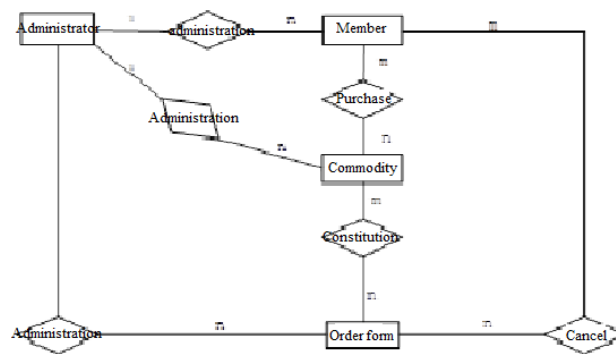 Administrator
administration
n
Member
m
m
Purchase
Administration
n
n
Commodity
m
Constitution
n
Administration
n
Order form
n
Cancel